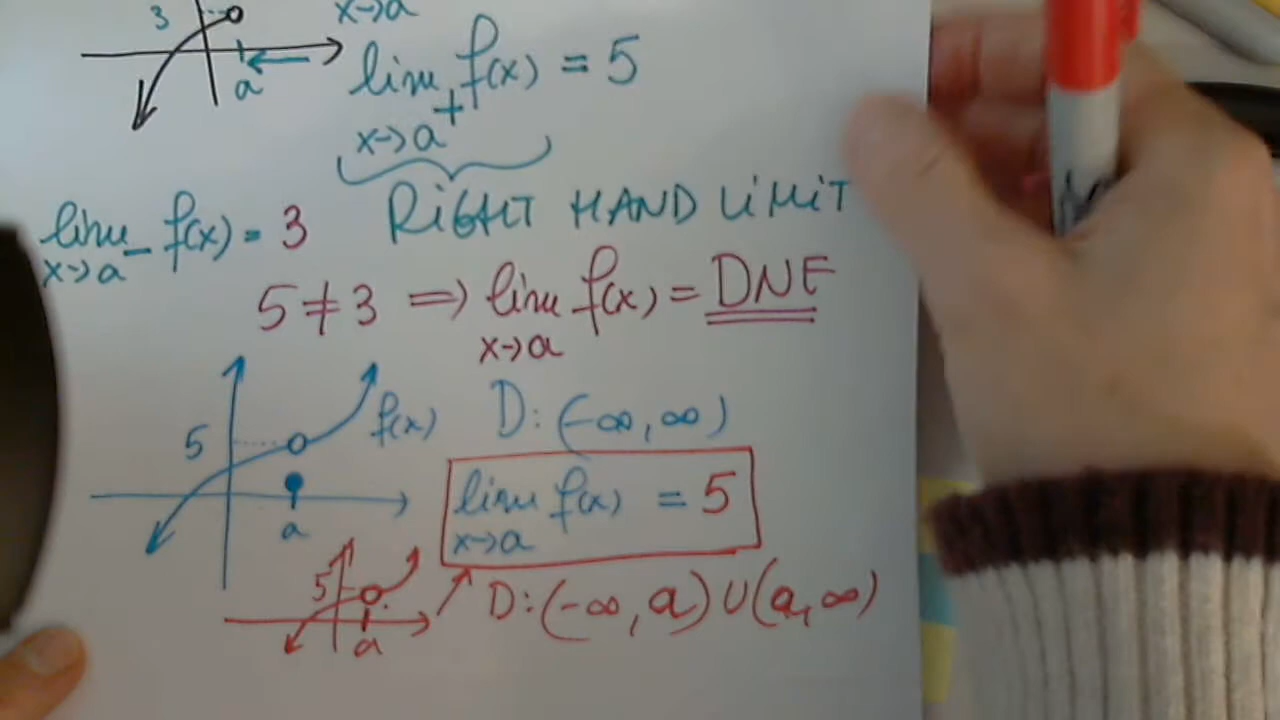 3
x→a
a
lim f(x) = 5
x→a⁺
RIGHT HAND LIMIT
lim f(x) = 3
x→a⁻
5 ≠ 3 ⟹ lim f(x) = DNE
x→a
f(x)
D: (-∞, ∞)
5
lim f(x) = 5
x→a
a
5
D: (-∞, a) U (a, ∞)
a